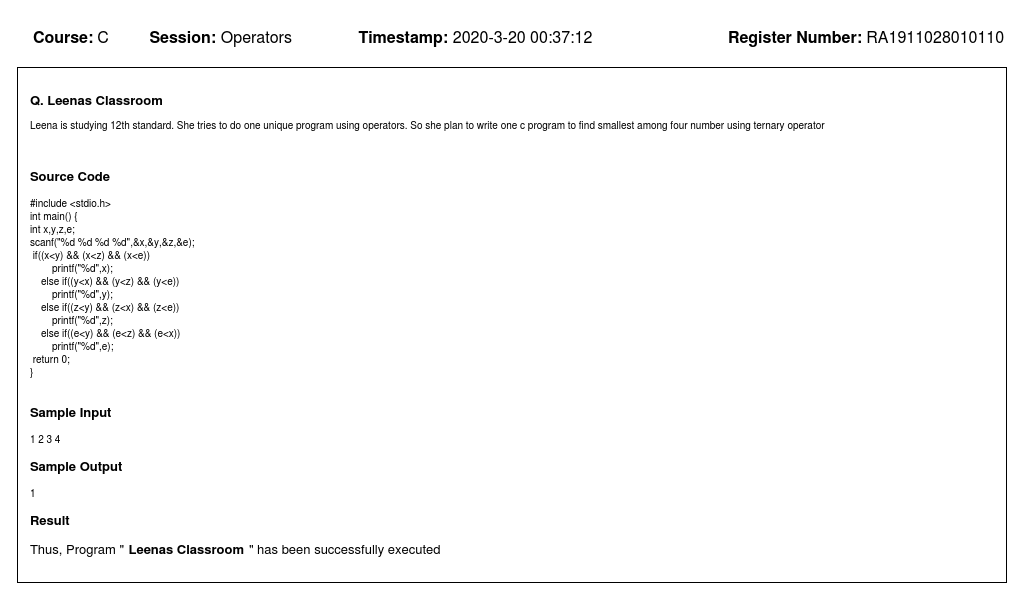 Course: C Session: Operators Timestamp: 2020-3-20 00:37:12 Register Number: RA1911028010110
Q. Leenas Classroom
Leena is studying 12th standard. She tries to do one unique program using operators. So she plan to write one c program to find smallest among four number using ternary operator
Source Code
#include <stdio.h>
int main() {
int x,y,z,e;
scanf("%d %d %d %d",&x,&y,&z,&e);
if((x<y) && (x<z) && (x<e))
printf("%d",x);
else if((y<x) && (y<z) && (y<e))
printf("%d",y);
else if((z<y) && (z<x) && (z<e))
printf("%d",z);
else if((e<y) && (e<z) && (e<x))
printf("%d",e);
return 0;
}
Sample Input
1 2 3 4
Sample Output
1
Result
Thus, Program " Leenas Classroom " has been successfully executed